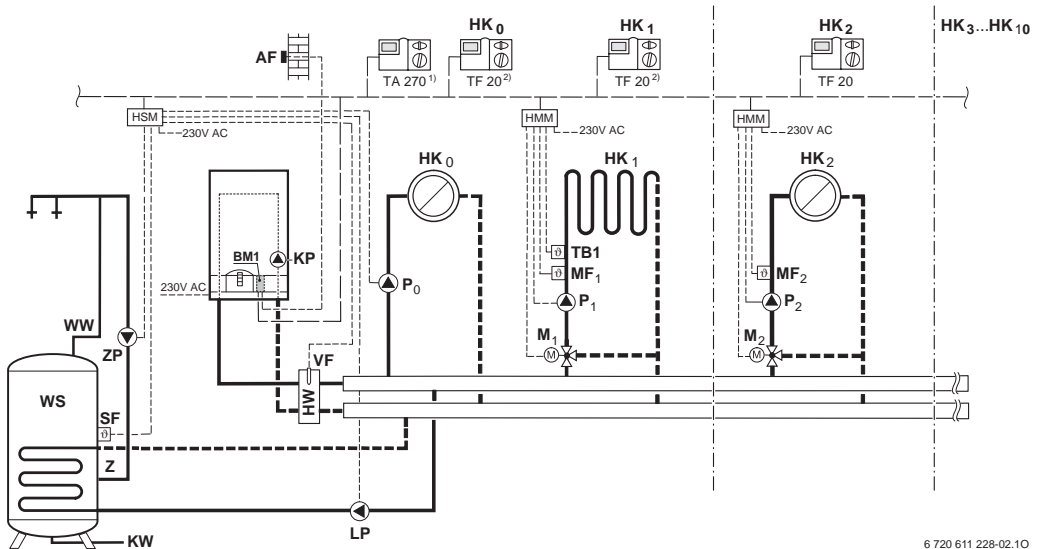 HK0
HK1
HK2
HK3...HK10
AF
TA 270 1)
TF 20 2)
TF 20 2)
TF 20
HSM
230V AC
HMM
230V AC
HMM
230V AC
HK0
HK1
HK2
BM1
KP
TB1
MF1
MF2
230V AC
P0
P1
P2
WW
ZP
VF
M1
M
M2
M
HW
WS
SF
ϑ
ϑ
ϑ
ϑ
Z
LP
KW
6 720 611 228-02.1O